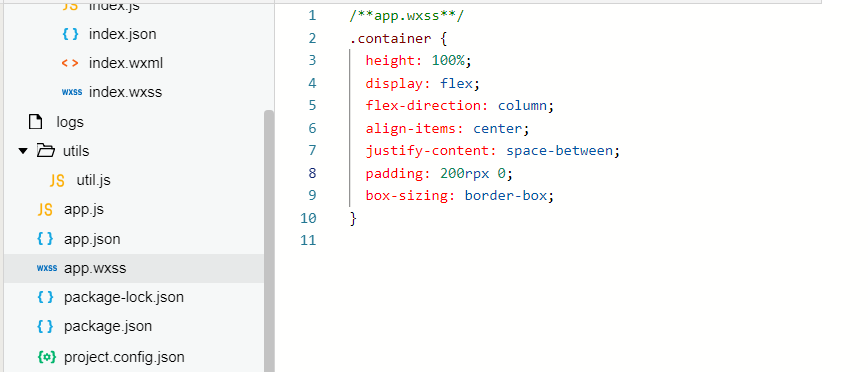 JS index.js
{ } index.json
< > index.wxml
wxss index.wxss
logs
utils
JS util.js
JS app.js
{ } app.json
wxss app.wxss
{ } package-lock.json
{ } package.json
{ } project.config.json
1 /**app.wxss**/
2 .container {
3 height: 100%;
4 display: flex;
5 flex-direction: column;
6 align-items: center;
7 justify-content: space-between;
8 padding: 200rpx 0;
9 box-sizing: border-box;
10 }
11